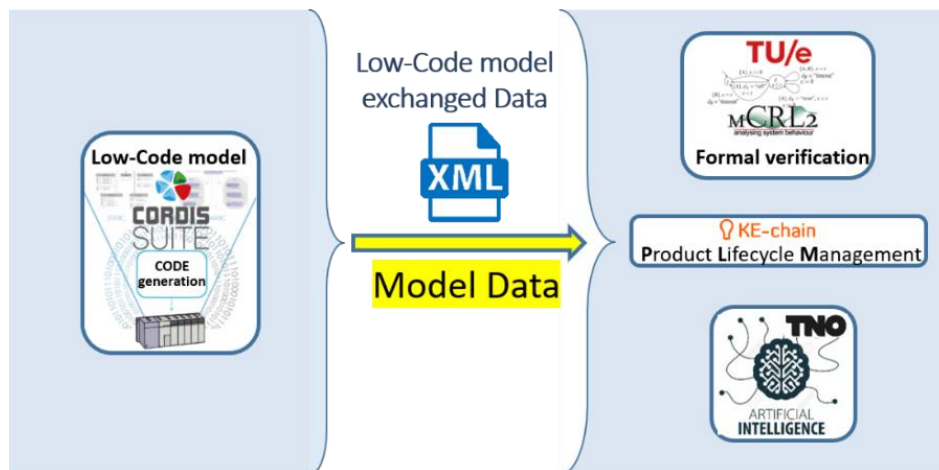 Low-Code model
CORDIS
SUITE
CODE
generation
Low-Code model
exchanged Data
XML
Model Data
TU/e
mCRL2
analysing system behaviour
Formal verification
KE-chain
Product Lifecycle Management
TNO
ARTIFICIAL
INTELLIGENCE